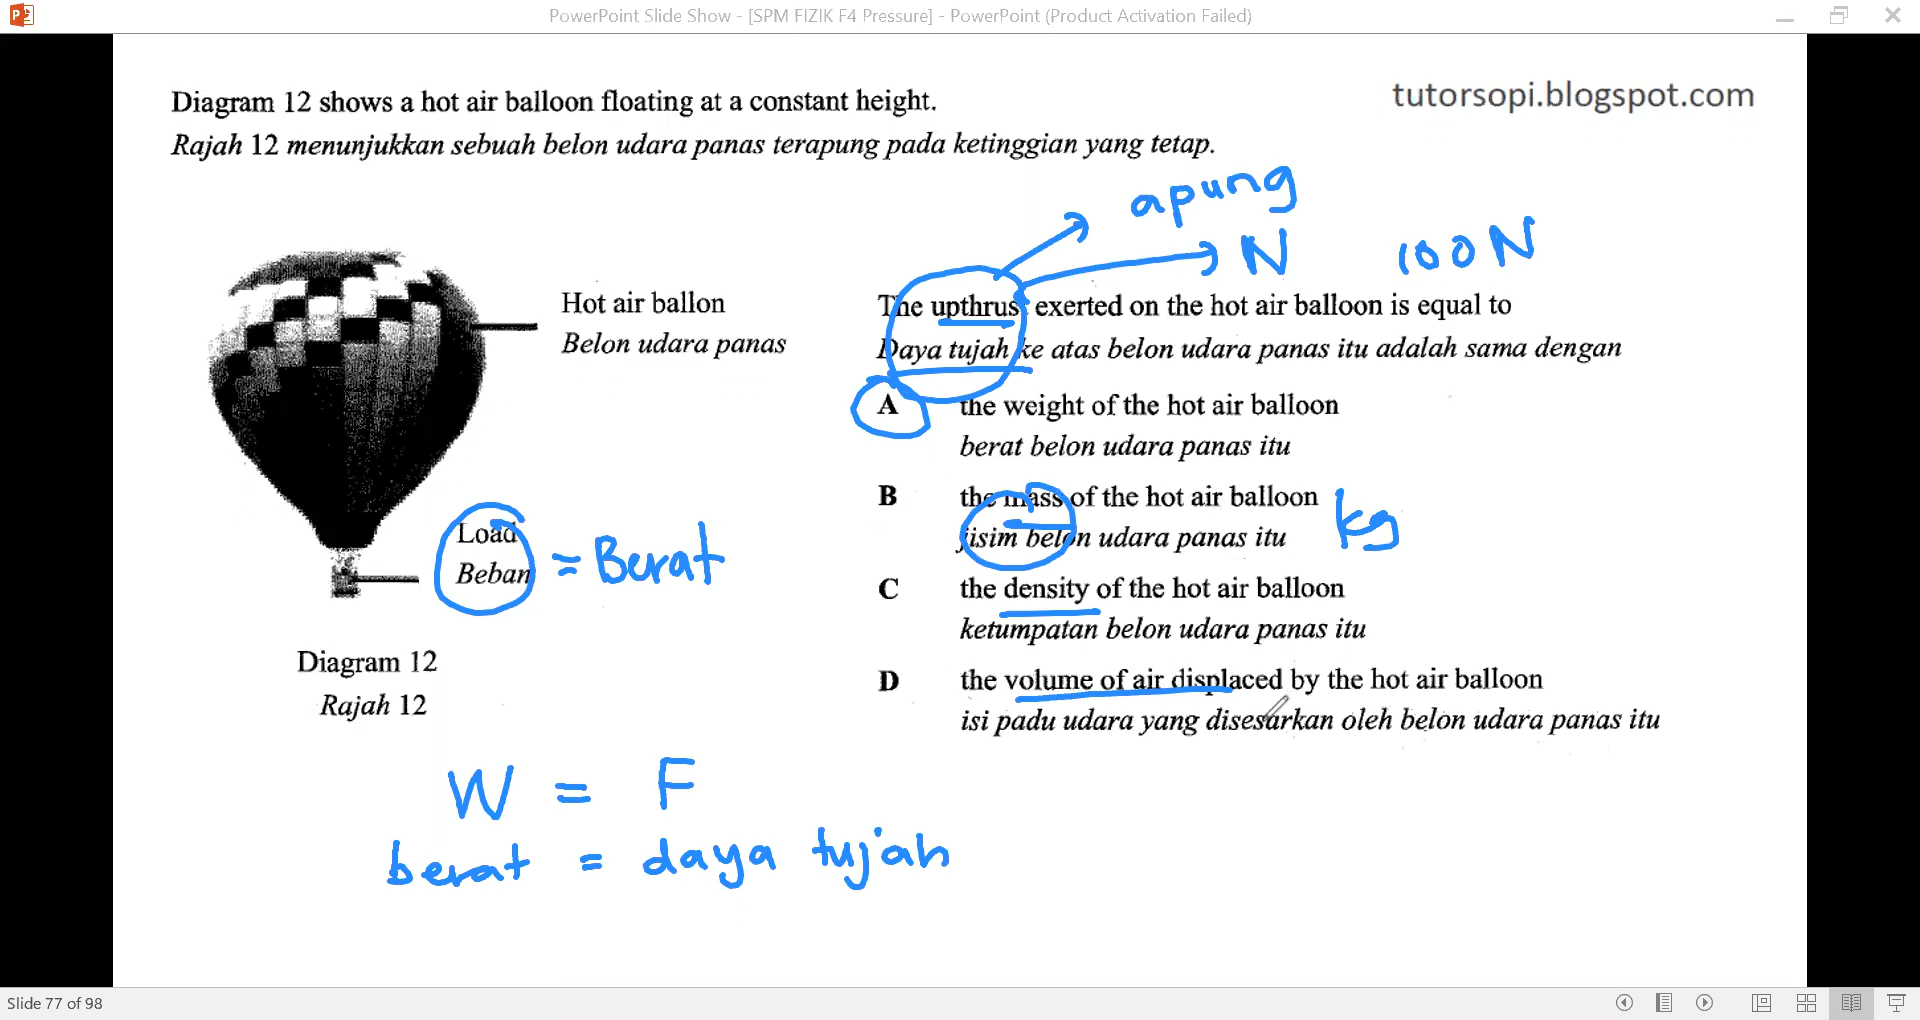 PowerPoint Slide Show - [SPM FIZIK F4 Pressure] - PowerPoint (Product Activation Failed)
tutorsopi.blogspot.com
Diagram 12 shows a hot air balloon floating at a constant height.
Rajah 12 menunjukkan sebuah belon udara panas terapung pada ketinggian yang tetap.
apung
N 100 N
Hot air ballon
Belon udara panas
Load
Beban
= Berat
Diagram 12
Rajah 12
The upthrust exerted on the hot air balloon is equal to
Daya tujah ke atas belon udara panas itu adalah sama dengan
A the weight of the hot air balloon
berat belon udara panas itu
B the mass of the hot air balloon
jisim belon udara panas itu
kg
C the density of the hot air balloon
ketumpatan belon udara panas itu
D the volume of air displaced by the hot air balloon
isi padu udara yang disesarkan oleh belon udara panas itu
W = F
berat = daya tujah
Slide 77 of 98